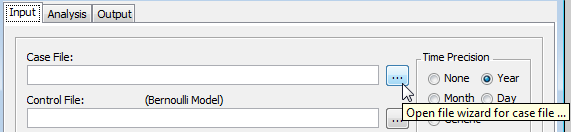 Input Analysis Output
Case File:
...
Time Precision
None Year
Control File: (Bernoulli Model)
Month Day
...
Open file wizard for case file ...